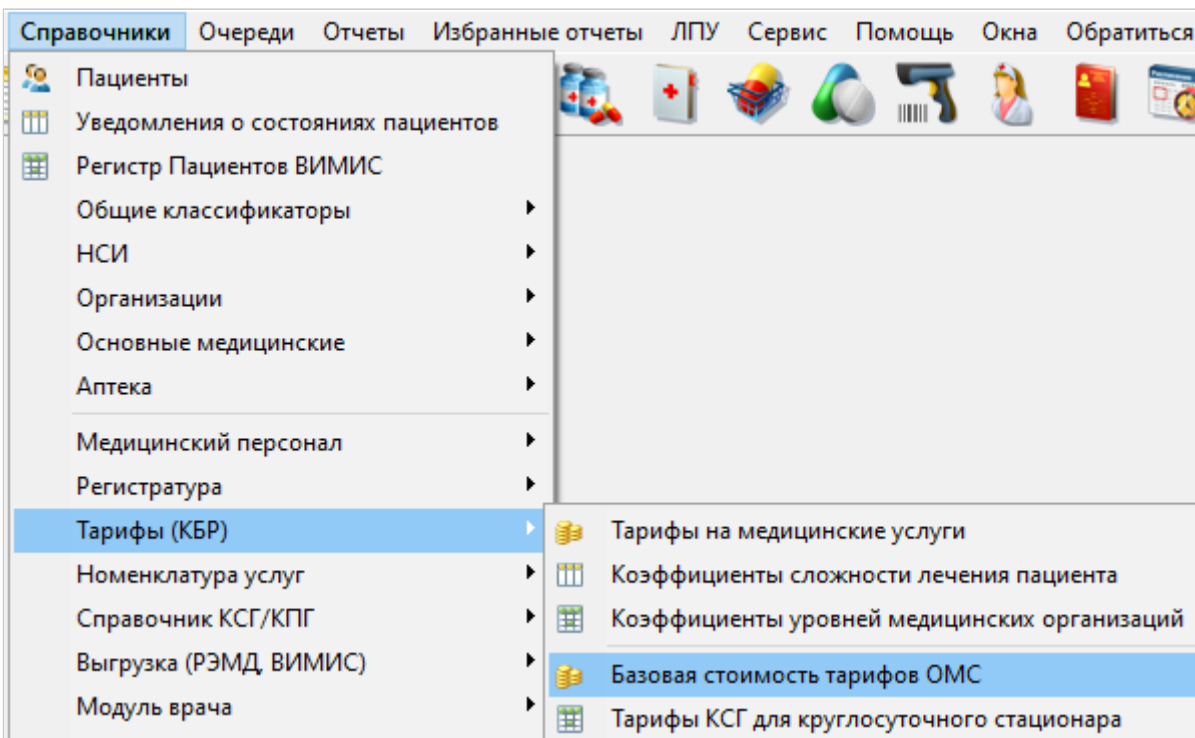 Справочники Очереди Отчеты Избранные отчеты ЛПУ Сервис Помощь Окна Обратиться
Пациенты
Уведомления о состояниях пациентов
Регистр Пациентов ВИМИС
Общие классификаторы
НСИ
Организации
Основные медицинские
Аптека
Медицинский персонал
Регистратура
Тарифы (КБР)
Номенклатура услуг
Справочник КСГ/КПГ
Выгрузка (РЭМД, ВИМИС)
Модуль врача
Тарифы на медицинские услуги
Коэффициенты сложности лечения пациента
Коэффициенты уровней медицинских организаций
Базовая стоимость тарифов ОМС
Тарифы КСГ для круглосуточного стационара